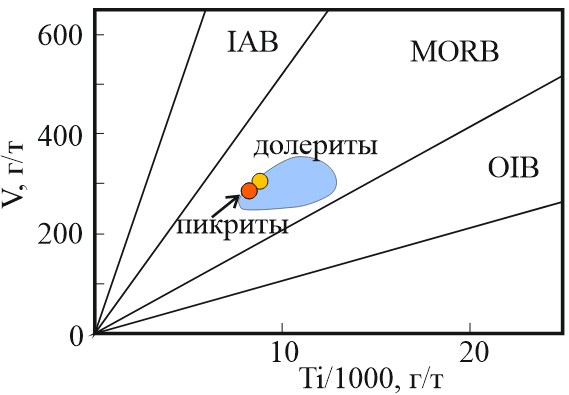 600
IAB
MORB
400
долериты
OIB
V, г/т
пикриты
200
0
10
20
Ti/1000, г/т